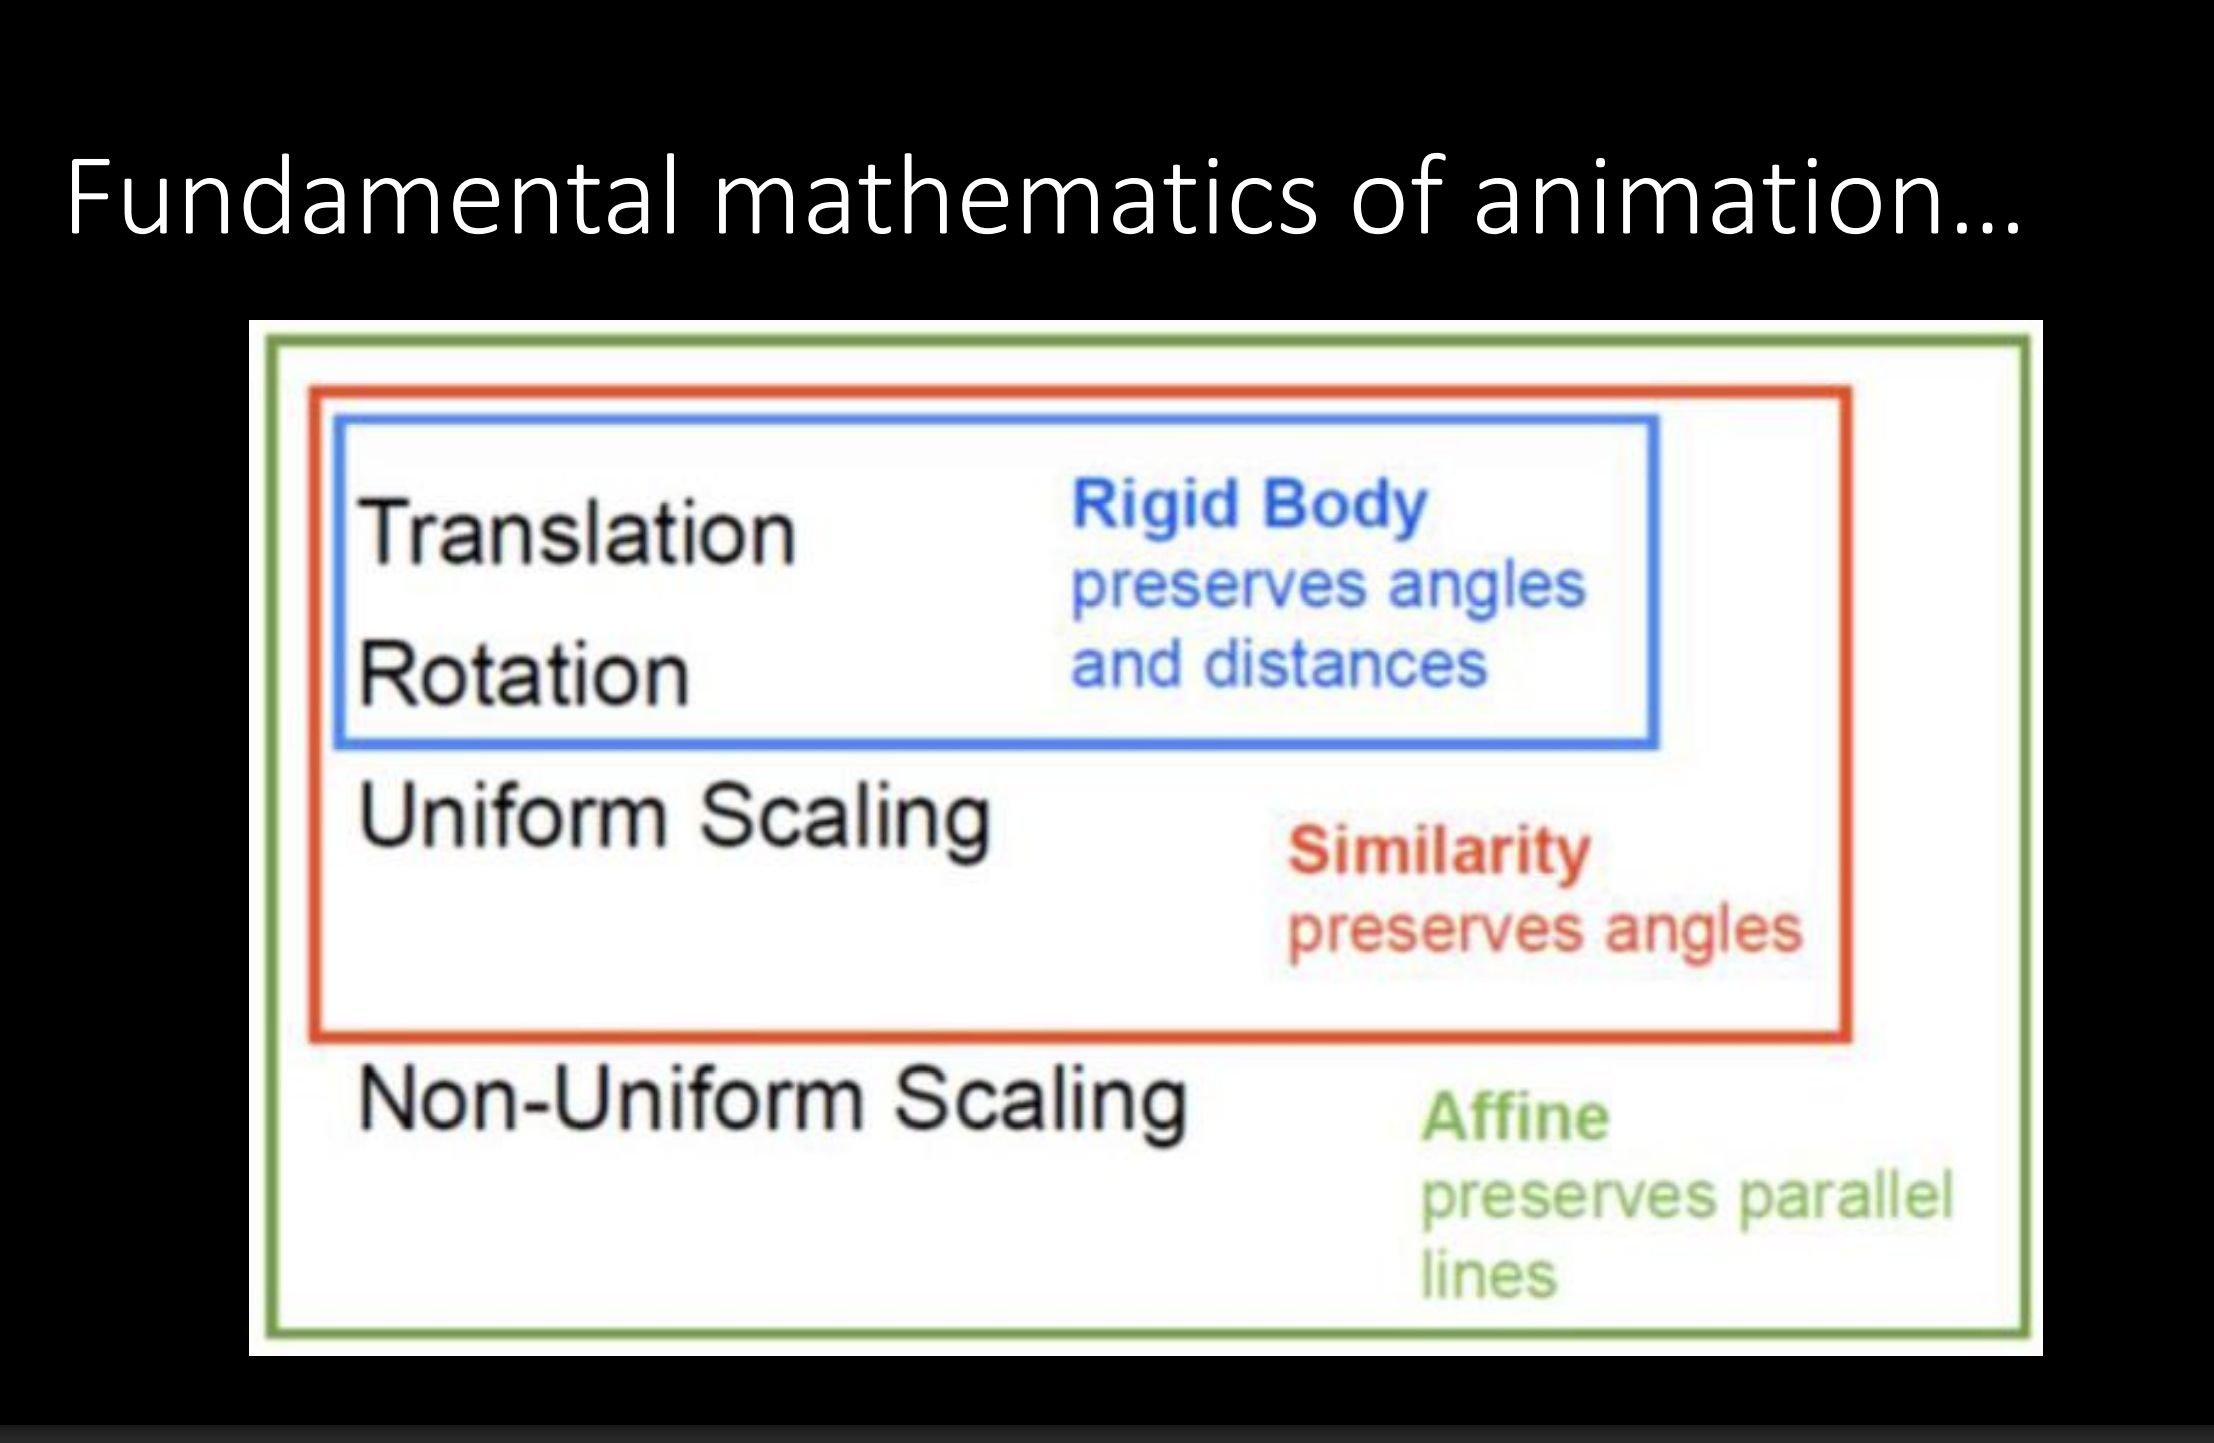 Fundamental mathematics of animation...
Translation
Rigid Body
preserves angles
and distances
Rotation
Uniform Scaling
Similarity
preserves angles
Non-Uniform Scaling
Affine
preserves parallel
lines